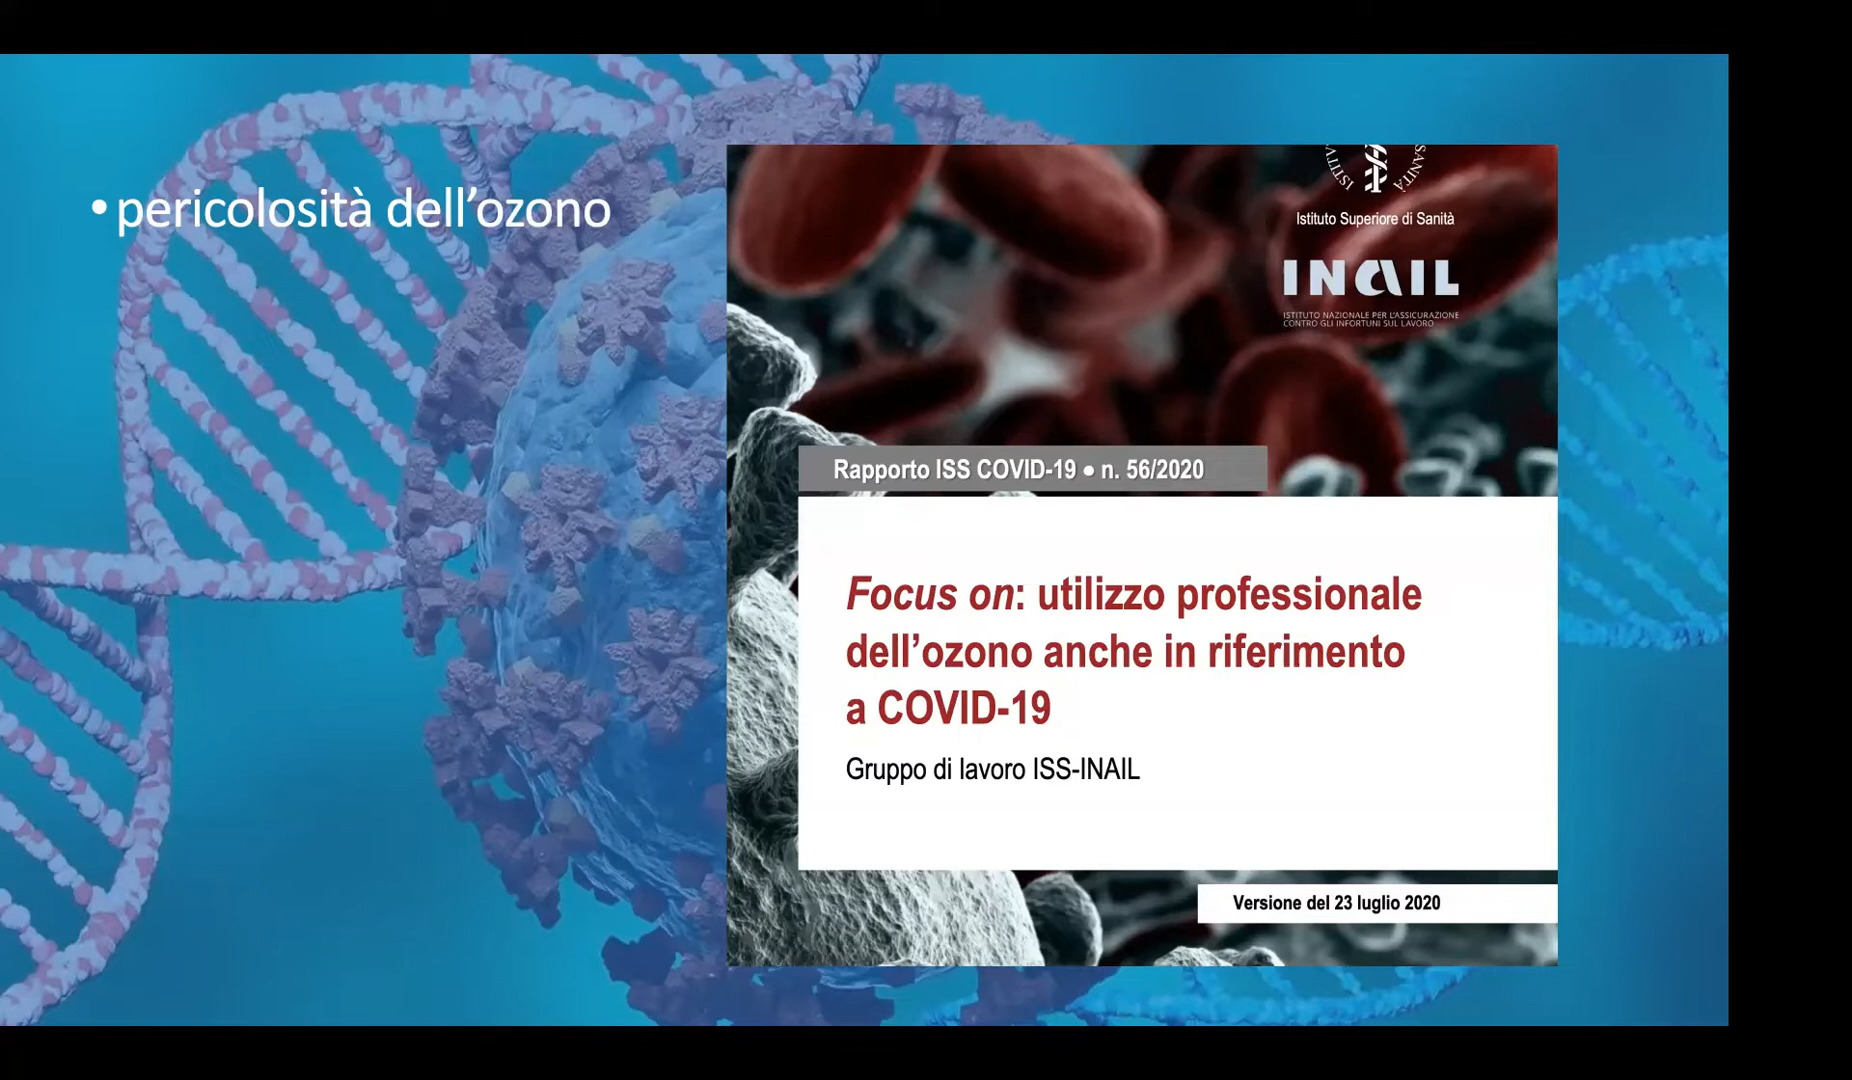 • pericolosità dell’ozono
ISTITU SANITÀ
Istituto Superiore di Sanità
INAIL
ISTITUTO NAZIONALE PER L'ASSICURAZIONE
CONTRO GLI INFORTUNI SUL LAVORO
Rapporto ISS COVID-19 ● n. 56/2020
Focus on: utilizzo professionale
dell’ozono anche in riferimento
a COVID-19
Gruppo di lavoro ISS-INAIL
Versione del 23 luglio 2020